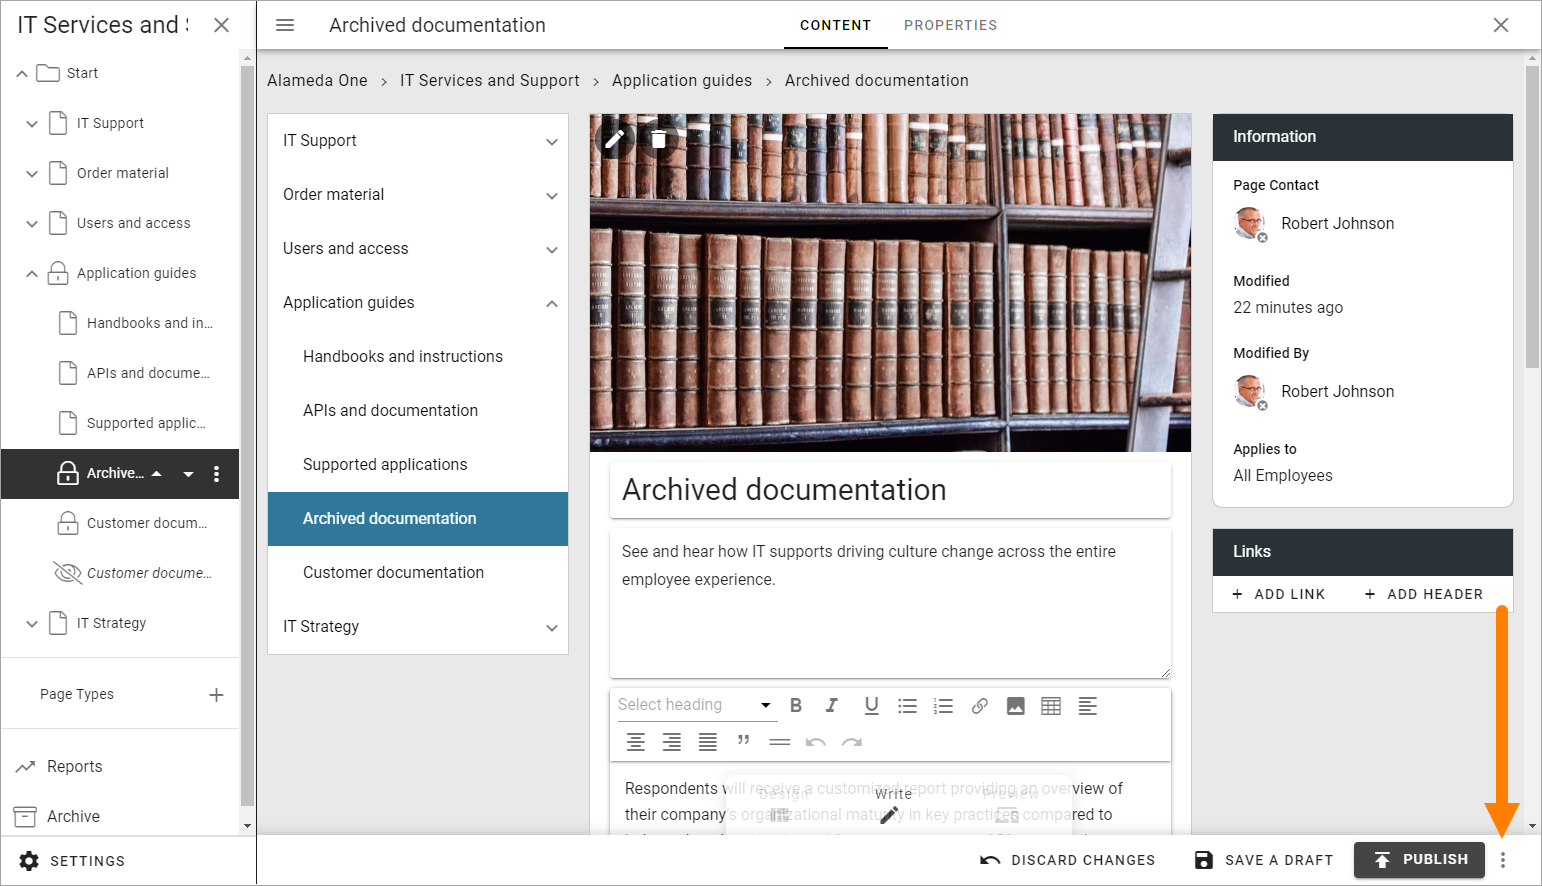 IT Services and
Start
IT Support
Order material
Users and access
Application guides
Handbooks and in...
APIs and docume...
Supported applic...
Archive...
Customer docum...
Customer docume...
IT Strategy
Page Types
Reports
Archive
SETTINGS
Archived documentation
CONTENT
PROPERTIES
Alameda One > IT Services and Support > Application guides > Archived documentation
IT Support
Order material
Users and access
Application guides
Handbooks and instructions
APIs and documentation
Supported applications
Archived documentation
Customer documentation
IT Strategy
Archived documentation
See and hear how IT supports driving culture change across the entire
employee experience.
Select heading
B I U
Respondents will receive a customized report providing an overview of
their company's organizational maturity in key practices compared to
Design
Write
Preview
Information
Page Contact
Robert Johnson
Modified
22 minutes ago
Modified By
Robert Johnson
Applies to
All Employees
Links
+ ADD LINK
+ ADD HEADER
DISCARD CHANGES
SAVE A DRAFT
PUBLISH